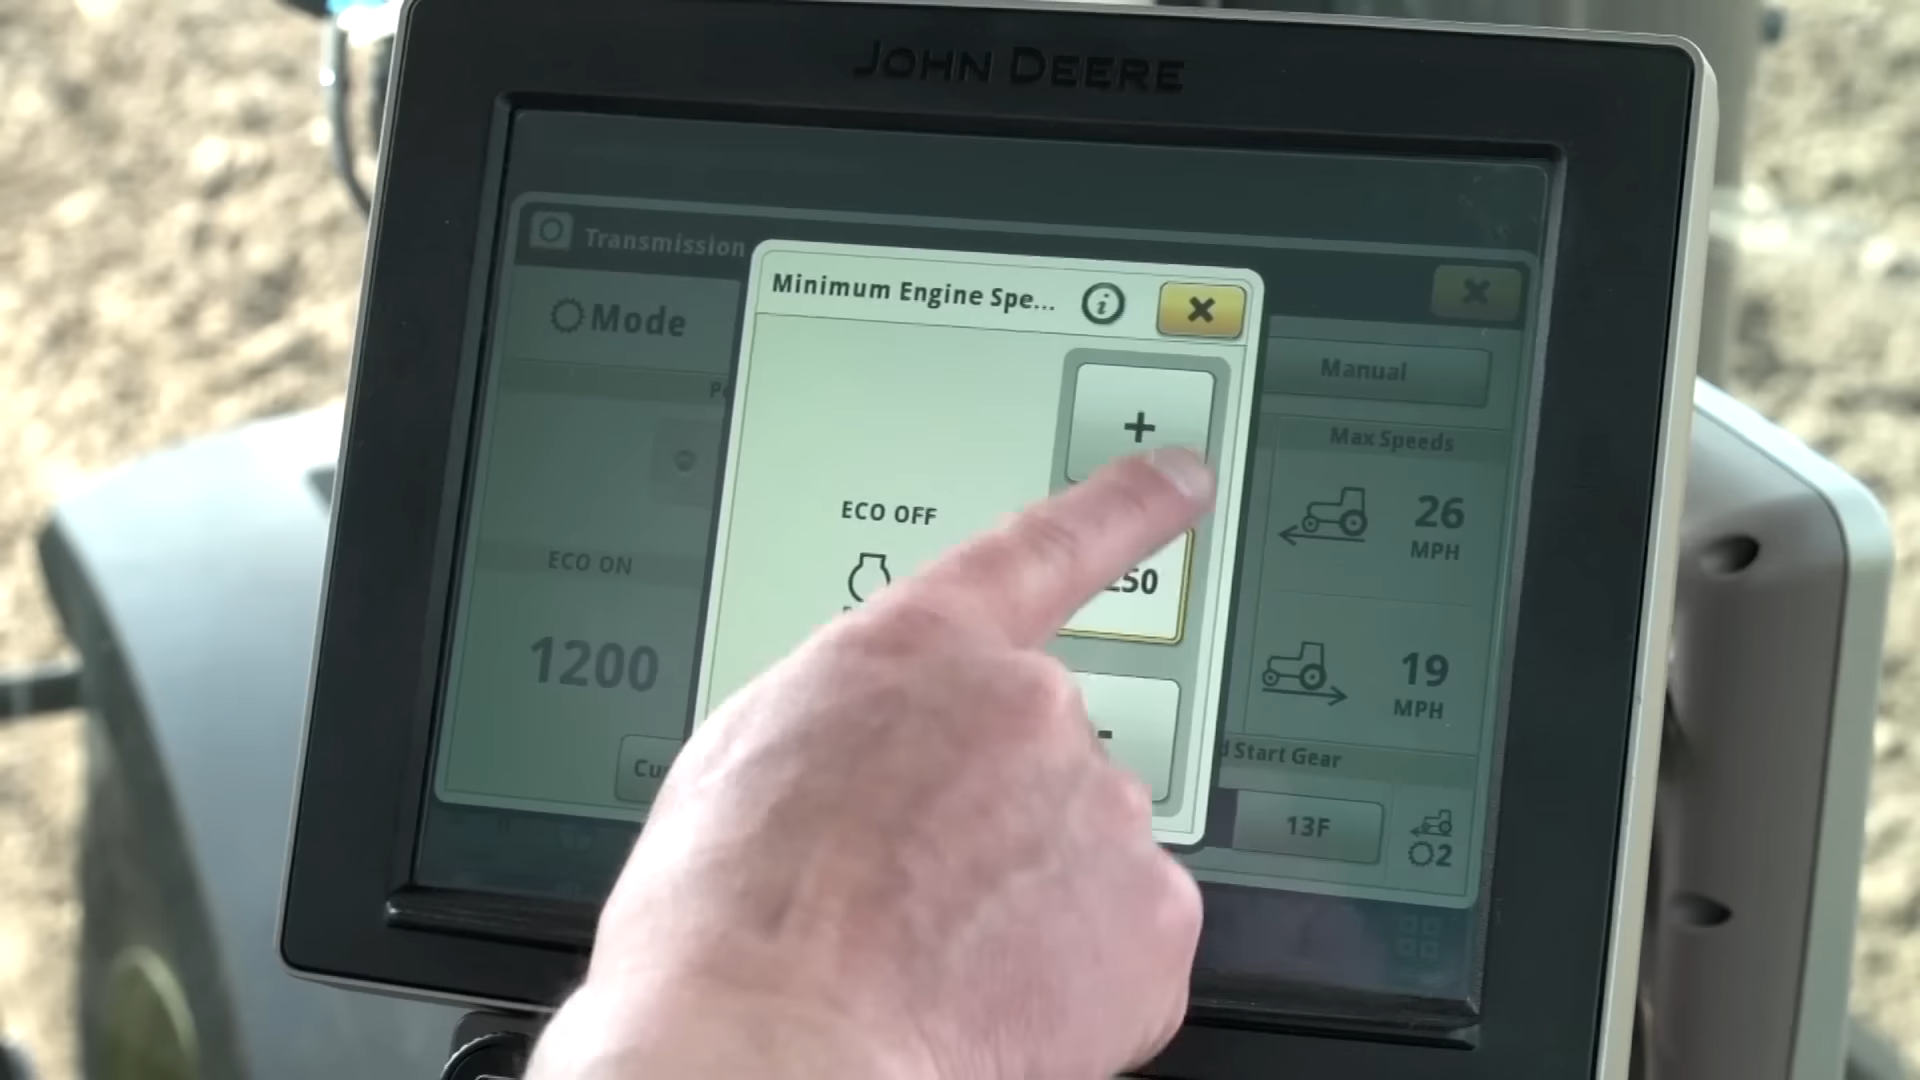 JOHN DEERE
Transmission
Minimum Engine Spe...
i
Mode
+
Manual
Max Speeds
ECO OFF
26
MPH
ECO ON
1200
19
MPH
-
Start Gear
13F
2